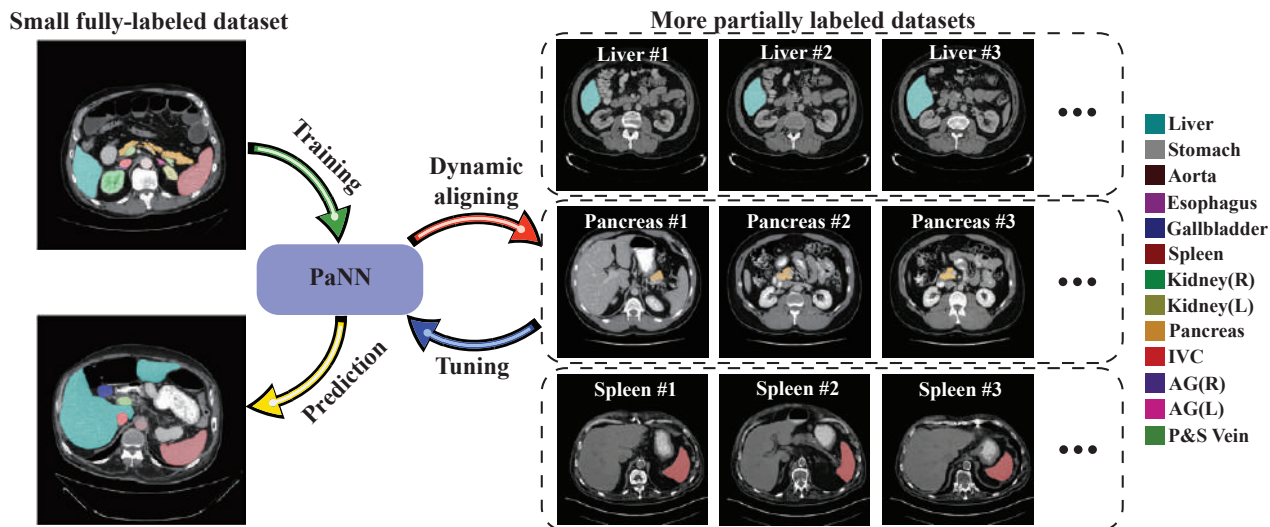 Small fully-labeled dataset
More partially labeled datasets
Liver #1
Liver #2
Liver #3
Training
Dynamic
aligning
PaNN
Prediction
Tuning
Pancreas #1
Pancreas #2
Pancreas #3
Spleen #1
Spleen #2
Spleen #3
Liver
Stomach
Aorta
Esophagus
Gallbladder
Spleen
Kidney(R)
Kidney(L)
Pancreas
IVC
AG(R)
AG(L)
P&S Vein